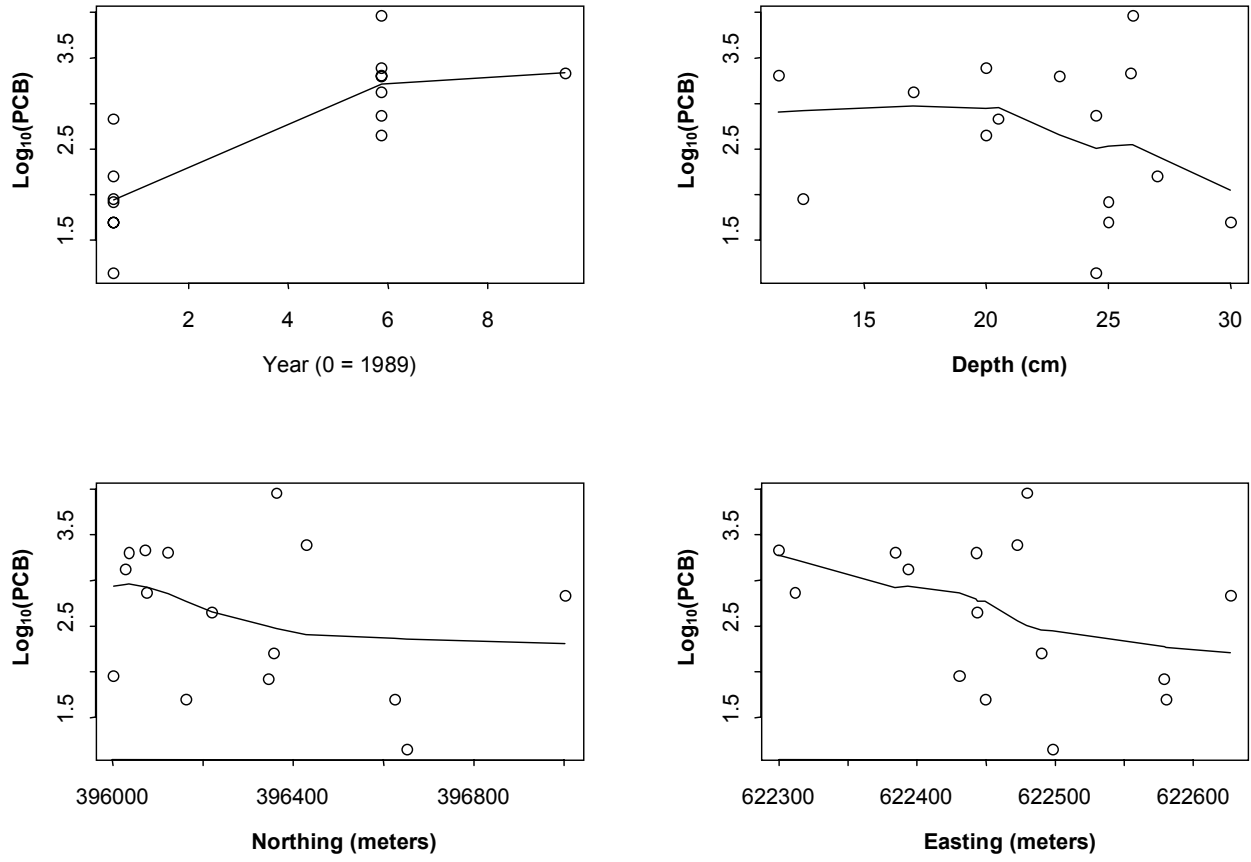 Log₁₀(PCB)
3.5
2.5
1.5
2 4 6 8
Year (0 = 1989)
Log₁₀(PCB)
3.5
2.5
1.5
15 20 25 30
Depth (cm)
Log₁₀(PCB)
3.5
2.5
1.5
396000 396400 396800
Northing (meters)
Log₁₀(PCB)
3.5
2.5
1.5
622300 622400 622500 622600
Easting (meters)